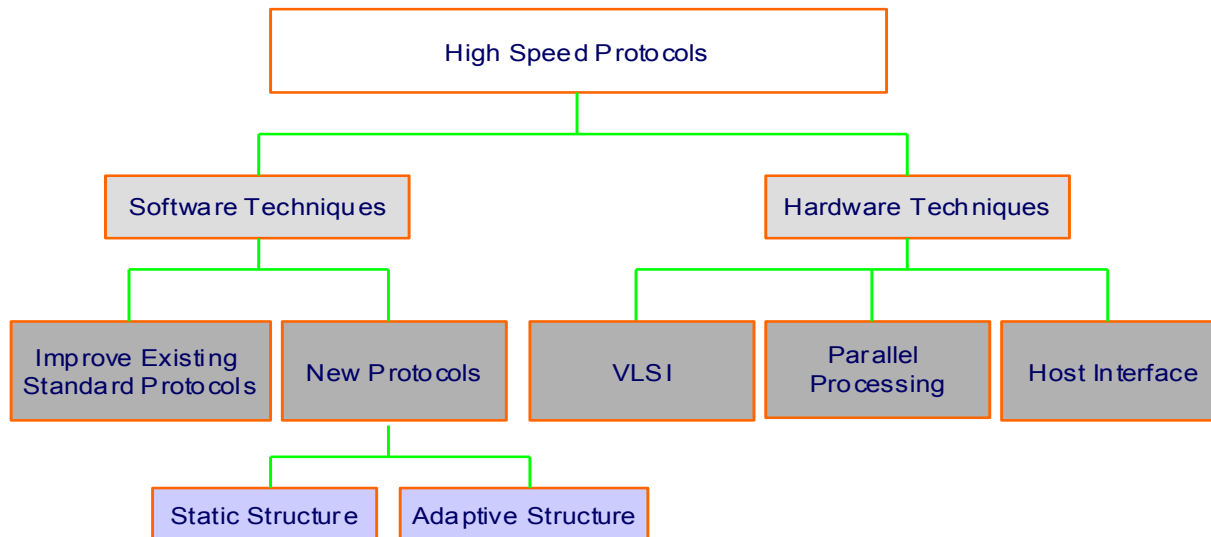 High Speed Protocols
Software Techniques
Hardware Techniques
Improve Existing
Standard Protocols
New Protocols
VLSI
Parallel
Processing
Host Interface
Static Structure
Adaptive Structure